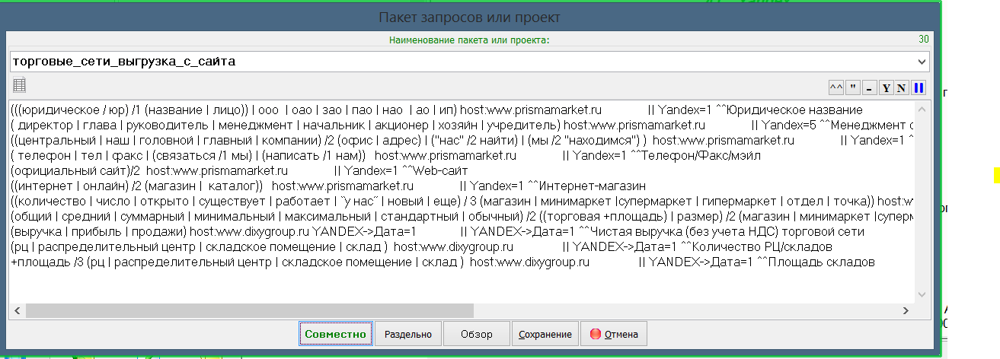 Пакет запросов или проект
Наименование пакета или проекта:
30
торговые_сети_выгрузка_с_сайта
^^ " - Y N
(((юридическое / юр) /1 (название | лицо)) | ооо | оао | зао | пао | нао | ао | ип) host:www.prismamarket.ru || Yandex=1 ^^Юридическое название
( директор | глава | руководитель | менеджмент | начальник | акционер | хозяйн | учредитель) host:www.prismamarket.ru || Yandex=5 ^^Менеджмент с
((центральный | наш | головной | главный | компании) /2 (офис | адрес) | ("нас" /2 найти) | (мы /2 "находимся") ) host:www.prismamarket.ru || Yandex=1 ^
( телефон | тел | факс | (связаться /1 мы) | (написать /1 нам)) host:www.prismamarket.ru || Yandex=1 ^^Телефон/Факс/мэйл
(официальный сайт)/2 host:www.prismamarket.ru || Yandex=1 ^^Web-сайт
((интернет | онлайн) /2 (магазин | каталог)) host:www.prismamarket.ru || Yandex=1 ^^Интернет-магазин
((количество | число | открыто | существует | работает | "у нас" | новый | еще) / 3 (магазин | минимаркет |супермаркет | гипермаркет | отдел | точка)) host:w
(общий | средний | суммарный | минимальный | максимальный | стандартный | обычный) /2 ((торговая +площадь) | размер) /2 (магазин | минимаркет |суперм
(выручка | прибыль | продажи) host:www.dixygroup.ru YANDEX->Дата=1 || YANDEX->Дата=1 ^^Чистая выручка (без учета НДС) торговой сети
(рц | распределительный центр | складское помещение | склад ) host:www.dixygroup.ru || YANDEX->Дата=1 ^^Количество РЦ/складов
+площадь /3 (рц | распределительный центр | складское помещение | склад ) host:www.dixygroup.ru || YANDEX->Дата=1 ^^Площадь складов
Совместно Раздельно Обзор Сохранение Отмена